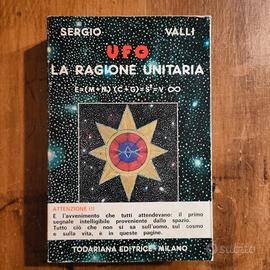 SERGIO VALLI
UFO
LA RAGIONE UNITARIA
E=(M+N)(C+G)=S²=V∞
ATTENZIONE !!!
E l'avvenimento che tutti attendevano: il primo
segnale intelligibile proveniente dallo spazio.
Tutto ciò che non si sa sull'uomo, sul cosmo
e sulla vita, è in queste pagine.
TODARIANA EDITRICE MILANO
subito